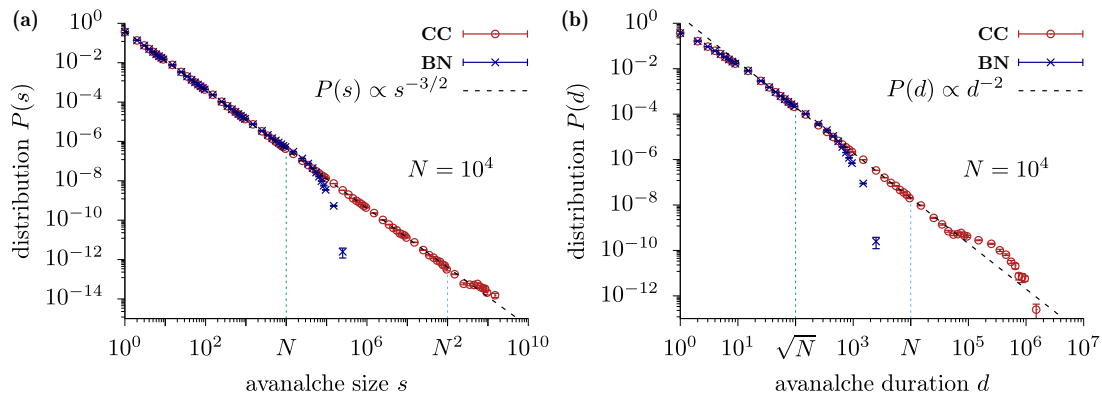 (a)
distribution P(s)
10^0
10^{-2}
10^{-4}
10^{-6}
10^{-8}
10^{-10}
10^{-12}
10^{-14}
CC
BN
P(s) ∝ s^{-3/2}
N = 10^4
10^0 10^2 N 10^6 N^2 10^{10}
avanalche size s
(b)
distribution P(d)
10^0
10^{-2}
10^{-4}
10^{-6}
10^{-8}
10^{-10}
10^{-12}
CC
BN
P(d) ∝ d^{-2}
N = 10^4
10^0 10^1 √N 10^3 N 10^5 10^6 10^7
avanalche duration d